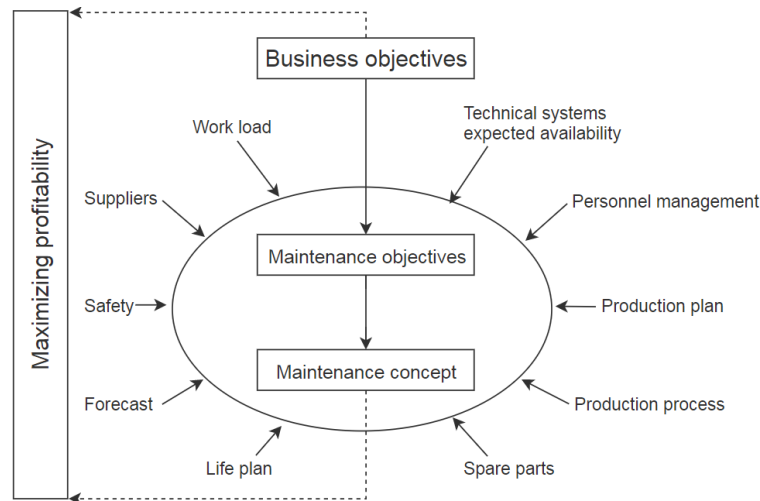 Maximizing profitability
Business objectives
Work load
Technical systems
expected availability
Suppliers
Personnel management
Maintenance objectives
Safety
Production plan
Maintenance concept
Forecast
Production process
Life plan
Spare parts